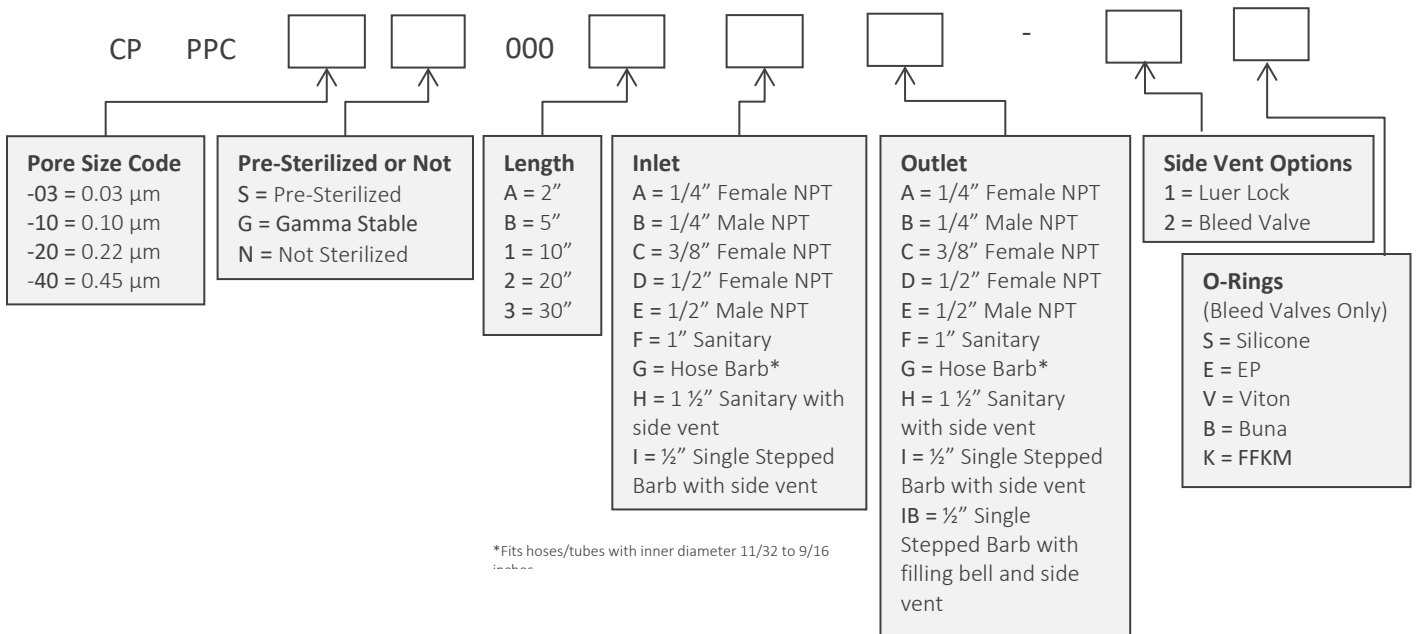 CP PPC 000 -
Pore Size Code
-03 = 0.03 µm
-10 = 0.10 µm
-20 = 0.22 µm
-40 = 0.45 µm
Pre-Sterilized or Not
S = Pre-Sterilized
G = Gamma Stable
N = Not Sterilized
Length
A = 2”
B = 5”
1 = 10”
2 = 20”
3 = 30”
Inlet
A = 1/4” Female NPT
B = 1/4” Male NPT
C = 3/8” Female NPT
D = 1/2” Female NPT
E = 1/2” Male NPT
F = 1” Sanitary
G = Hose Barb*
H = 1 ½” Sanitary with
side vent
I = ½” Single Stepped
Barb with side vent
Outlet
A = 1/4” Female NPT
B = 1/4” Male NPT
C = 3/8” Female NPT
D = 1/2” Female NPT
E = 1/2” Male NPT
F = 1” Sanitary
G = Hose Barb*
H = 1 ½” Sanitary
with side vent
I = ½” Single Stepped
Barb with side vent
IB = ½” Single
Stepped Barb with
filling bell and side
vent
Side Vent Options
1 = Luer Lock
2 = Bleed Valve
O-Rings
(Bleed Valves Only)
S = Silicone
E = EP
V = Viton
B = Buna
K = FFKM
*Fits hoses/tubes with inner diameter 11/32 to 9/16